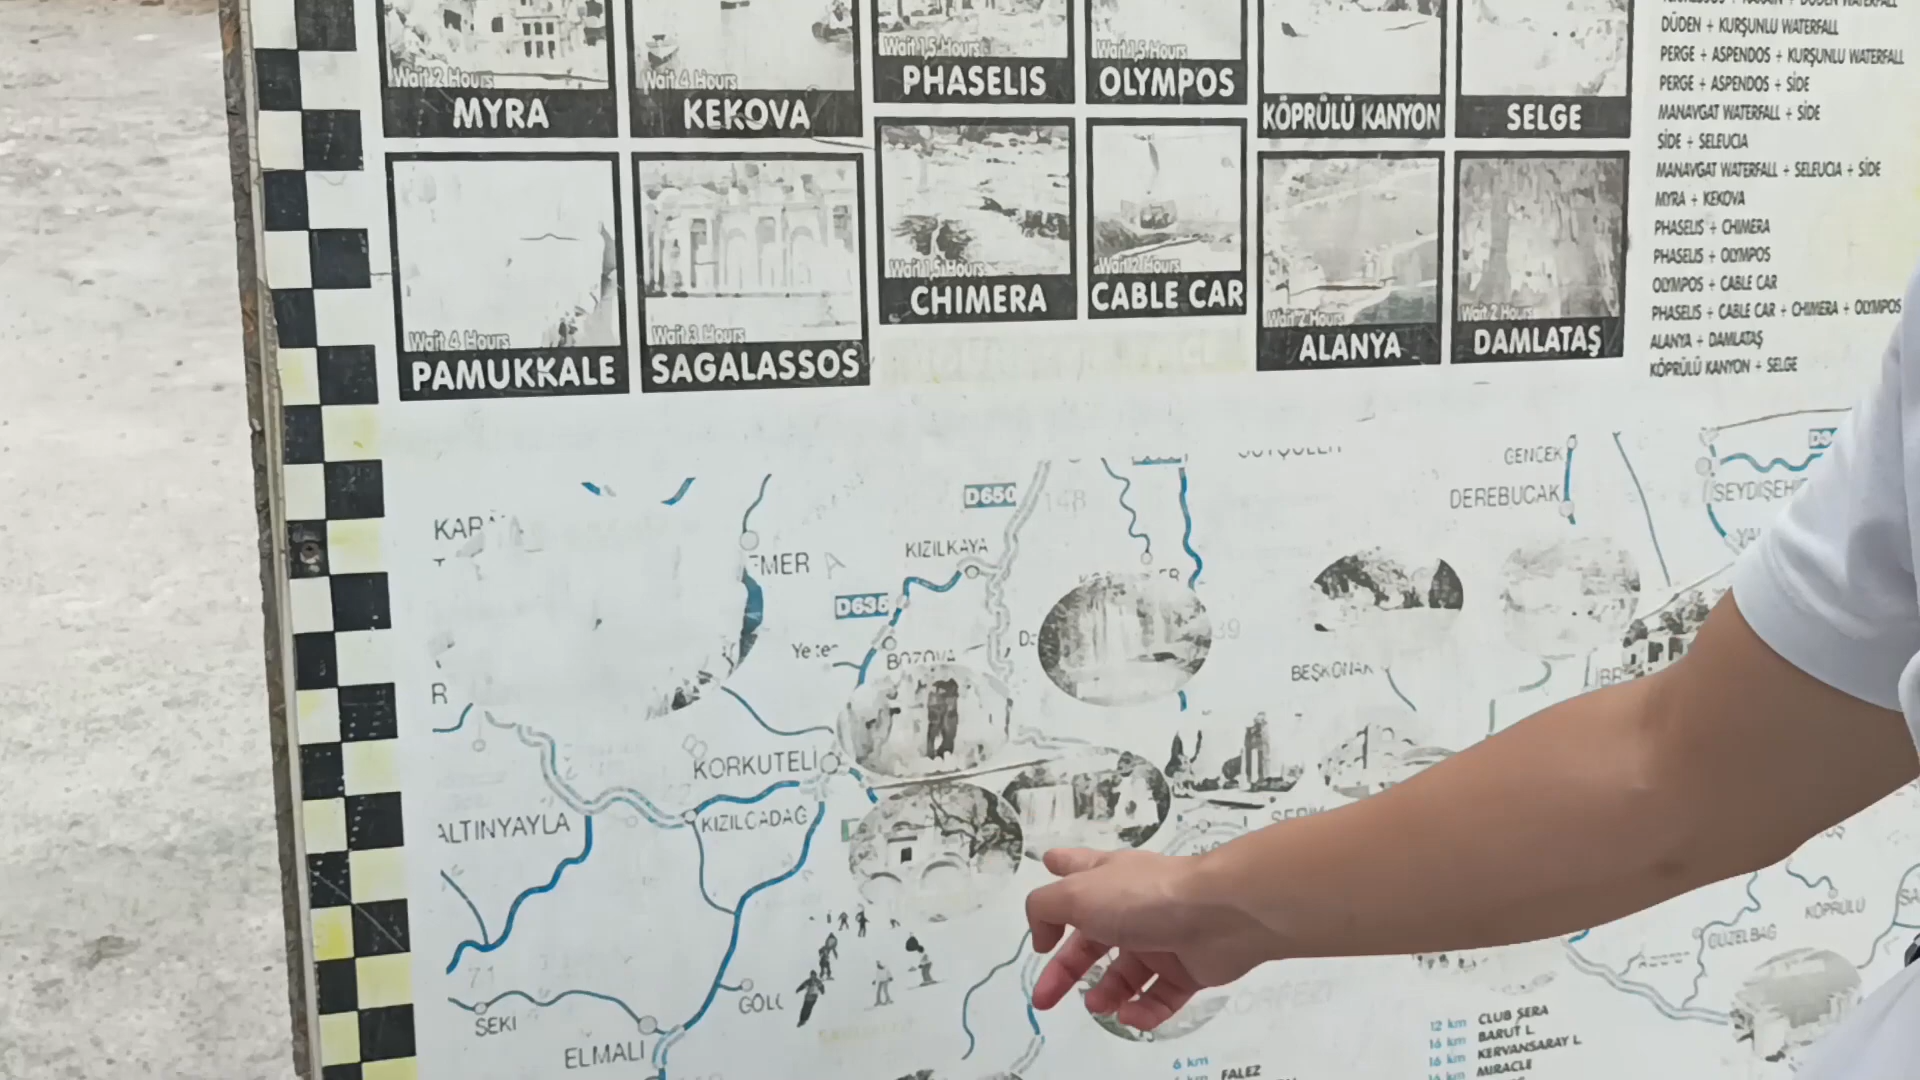 DÜDEN + KURŞUNLU WATERFALL
PERGE + ASPENDOS + KURŞUNLU WATERFALL
PERGE + ASPENDOS + SİDE
MANAVGAT WATERFALL + SİDE
SİDE + SELEUCIA
MANAVGAT WATERFALL + SELEUCIA + SİDE
MYRA + KEKOVA
PHASELIS + CHIMERA
PHASELIS + OLYMPOS
OLYMPOS + CABLE CAR
PHASELIS + CABLE CAR + CHIMERA + OLYMPOS
ALANYA + DAMLATAŞ
KÖPRÜLÜ KANYON + SELGE
Wait 2 Hours
MYRA
Wait 4 Hours
KEKOVA
Wait 1,5 Hours
PHASELIS
Wait 1,5 Hours
OLYMPOS
KÖPRÜLÜ KANYON
SELGE
Wait 4 Hours
PAMUKKALE
Wait 3 Hours
SAGALASSOS
Wait 1,5 Hours
CHIMERA
Wait 2 Hours
CABLE CAR
Wait 2 Hours
ALANYA
Wait 2 Hours
DAMLATAŞ
GENCEK
DEREBUCAK
D650
148
KIZILKAYA
D635
BOZOVA
BEŞKONAK
KORKUTELİ
KIZILCADAĞ
ALTINYAYLA
71
SEKI
ELMALI
KÖPRÜLÜ
GÜZELBAĞ
12 km CLUB SERA
16 km BARUT L.
16 km KERVANSARAY L.
MIRACLE
6 km
FALEZ